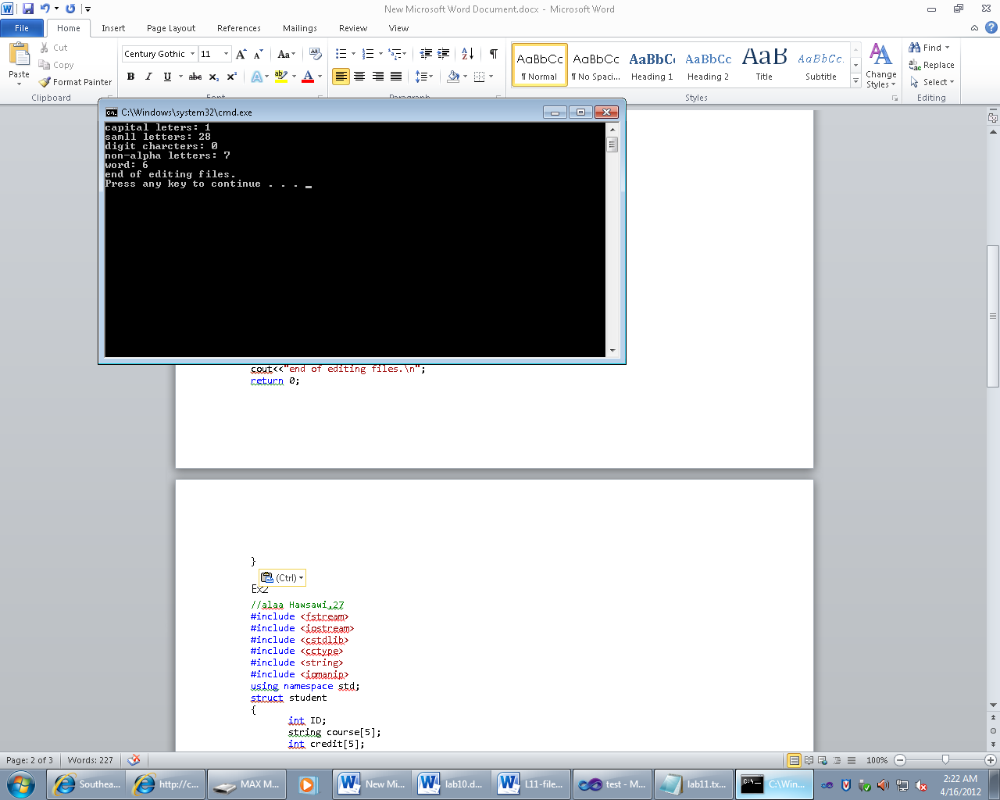 New Microsoft Word Document.docx - Microsoft Word
File Home Insert Page Layout References Mailings Review View
Paste
Cut
Copy
Format Painter
Clipboard
Century Gothic 11
Font
Paragraph
AaBbCc AaBbCc AaBbCc AaBbCc AaB AaBbCc.
¶ Normal ¶ No Spaci... Heading 1 Heading 2 Title Subtitle
Change Styles
Styles
Find
Replace
Select
Editing
C:\Windows\system32\cmd.exe
capital leters: 1
samll letters: 28
digit charcters: 0
non-alpha letters: 7
word: 6
end of editing files.
Press any key to continue . . . _
cout<<"end of editing files.\n";
return 0;
}
(Ctrl)
Ex2
//alaa Hawsawi,27
#include <fstream>
#include <iostream>
#include <cstdlib>
#include <cctype>
#include <string>
#include <iomanip>
using namespace std;
struct student
{
int ID;
string course[5];
int credit[5];
Page: 2 of 3 Words: 227 100%
Southea... http://c... MAX M... New Mi... lab10.d... L11-file... test - M... lab11.tx... C:\Win... 2:22 AM
4/16/2012